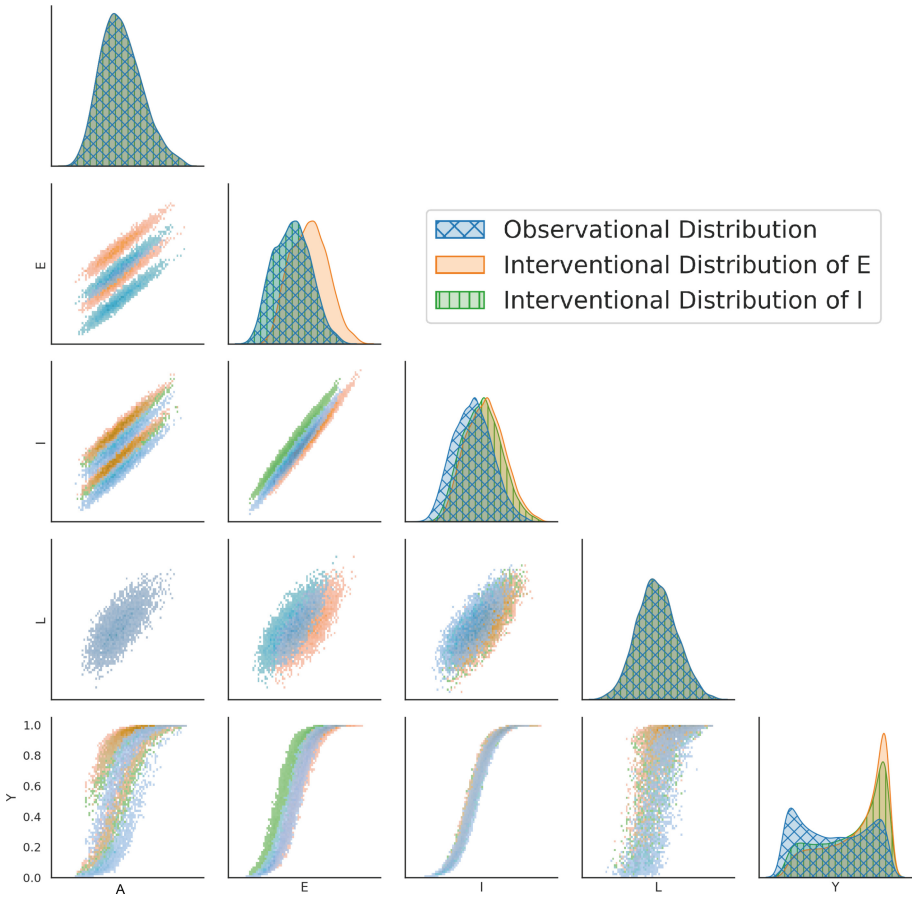 E
Observational Distribution
Interventional Distribution of E
Interventional Distribution of I
I
L
Y
1.0
0.8
0.6
0.4
0.2
0.0
A
E
I
L
Y